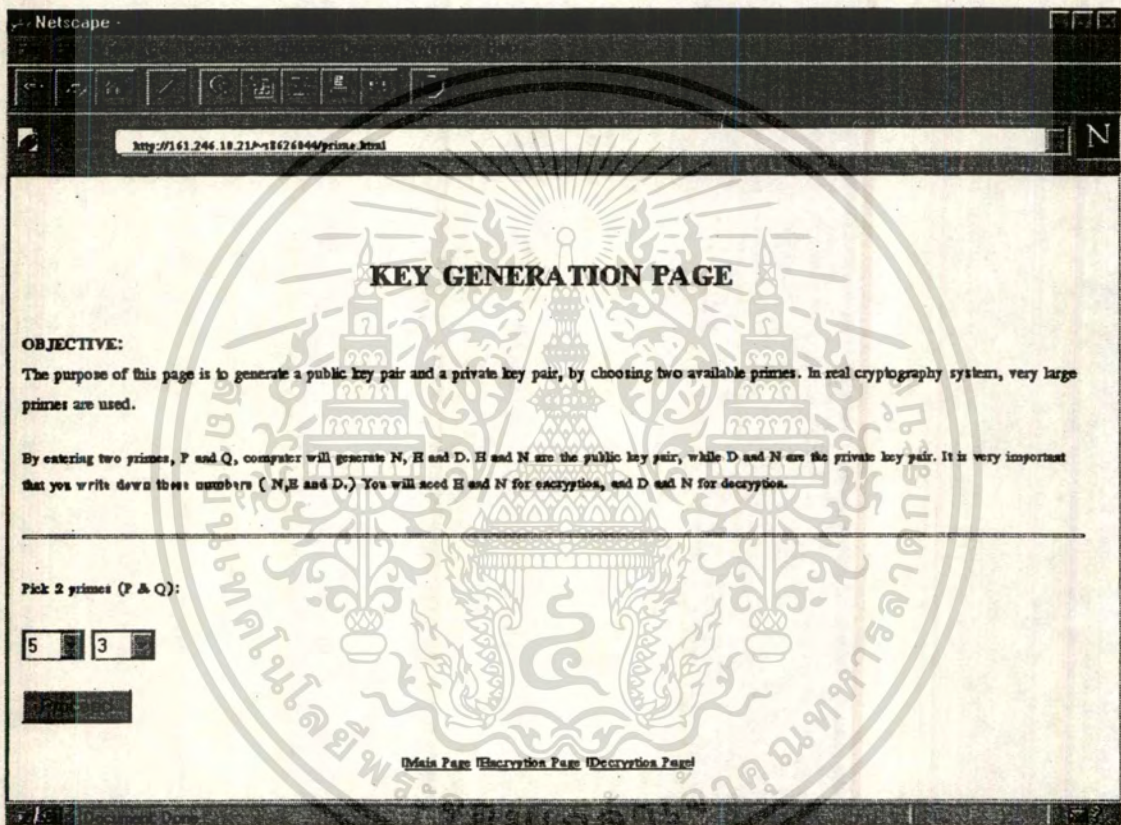 Netscape -
http://161.246.10.21/~s8626044/prime.html
N
KEY GENERATION PAGE
OBJECTIVE:
The purpose of this page is to generate a public key pair and a private key pair, by choosing two available primes. In real cryptography system, very large
primes are used.
By entering two primes, P and Q, computer will generate N, E and D. E and N are the public key pair, while D and N are the private key pair. It is very important
that you write down these numbers ( N,E and D.) You will need E and N for encryption, and D and N for decryption.
Pick 2 primes (P & Q):
5 3
Proceed
|Main Page |Encryption Page |Decryption Page|
Document Done